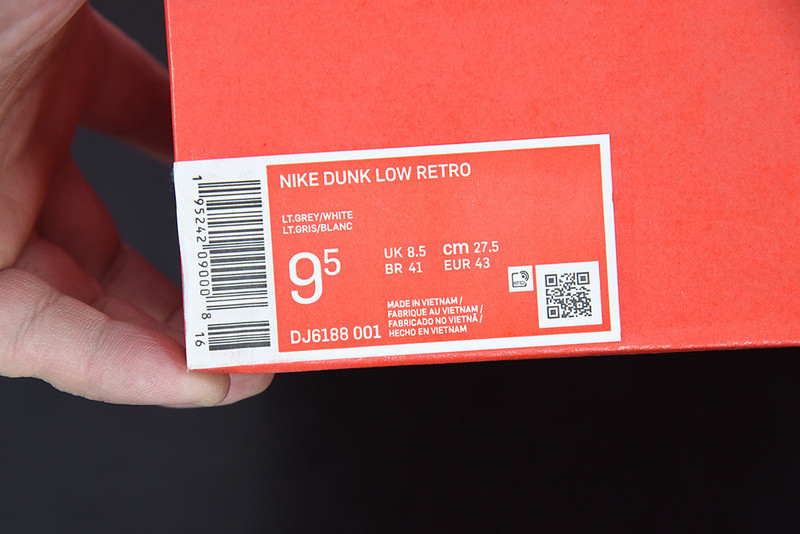 NIKE DUNK LOW RETRO
LT.GREY/WHITE
LT.GRIS/BLANC
9⁵
UK 8.5 cm 27.5
BR 41 EUR 43
MADE IN VIETNAM /
FABRIQUE AU VIETNAM /
FABRICADO NO VIETNÃ /
HECHO EN VIETNAM
DJ6188 001
1 95242 09000 8 16